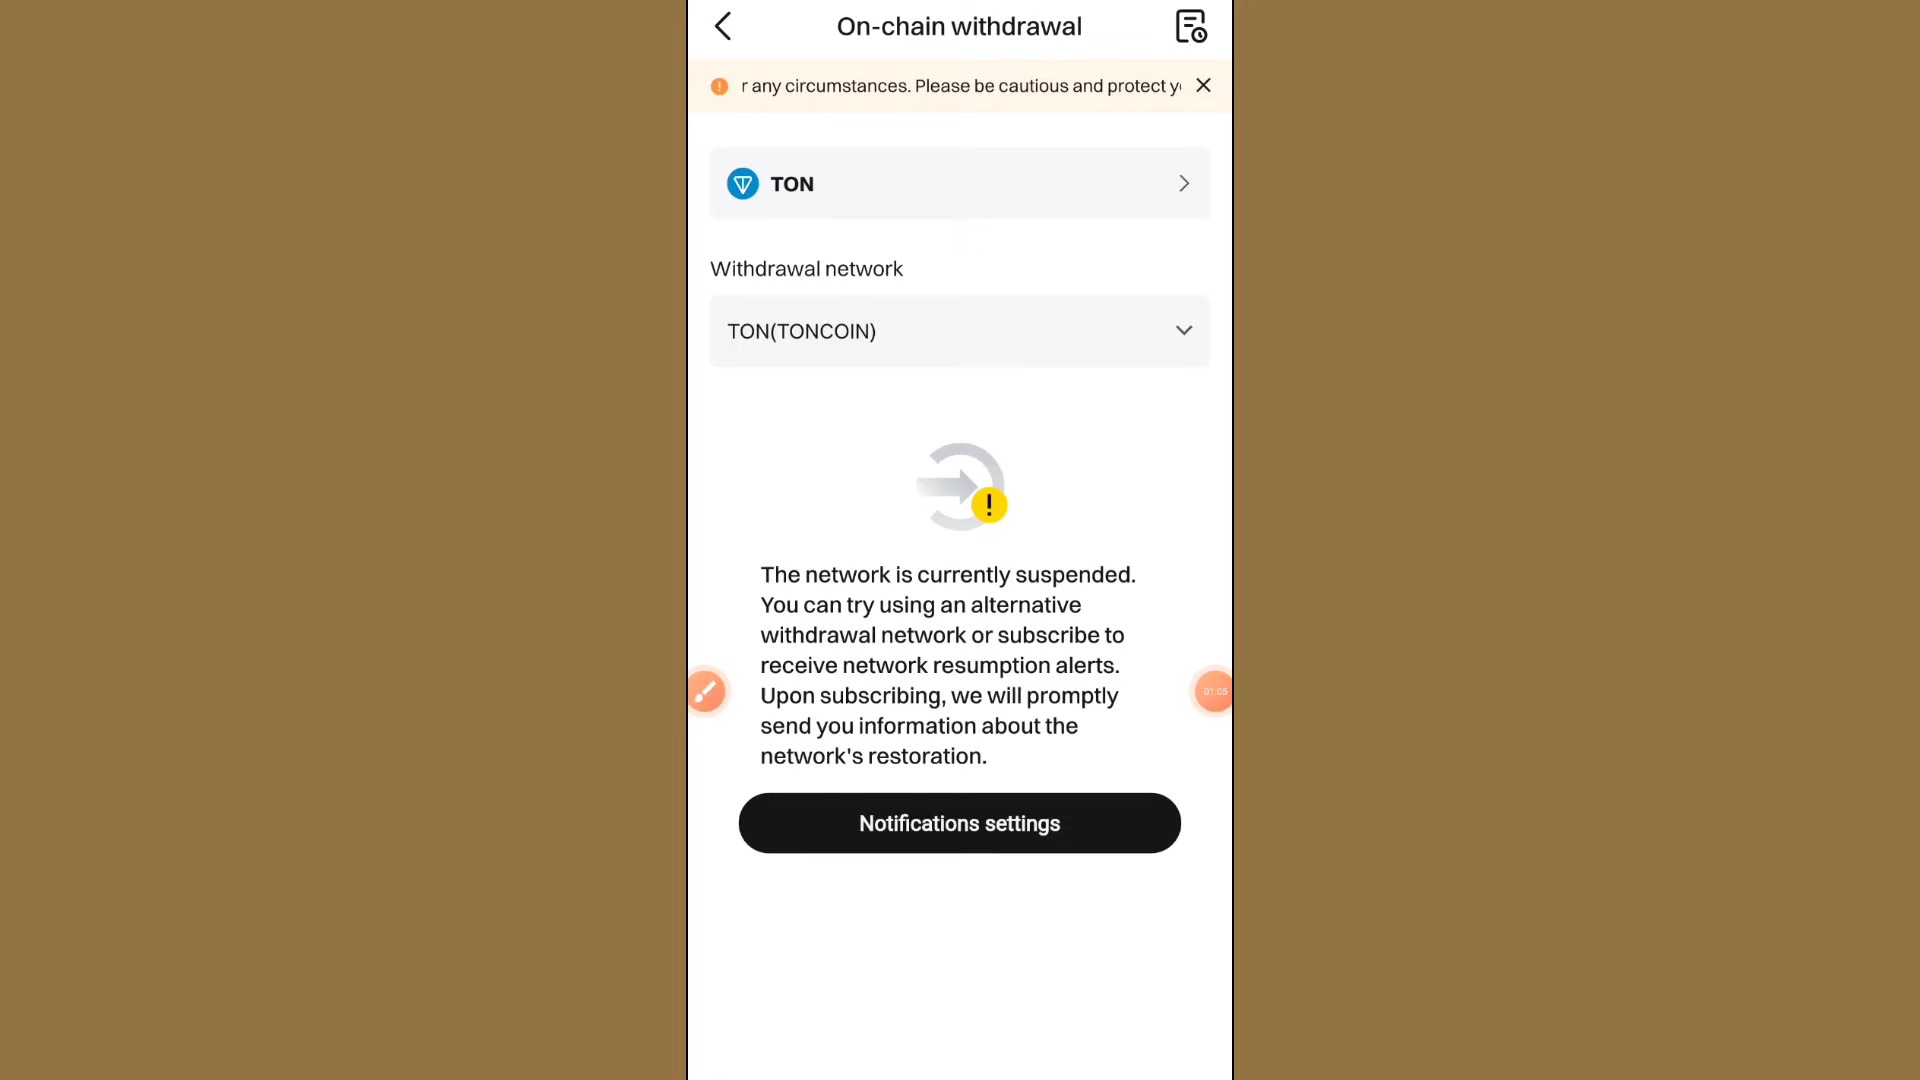 On-chain withdrawal
r any circumstances. Please be cautious and protect y
TON
Withdrawal network
TON(TONCOIN)
The network is currently suspended.
You can try using an alternative
withdrawal network or subscribe to
receive network resumption alerts.
Upon subscribing, we will promptly
send you information about the
network's restoration.
01:05
Notifications settings